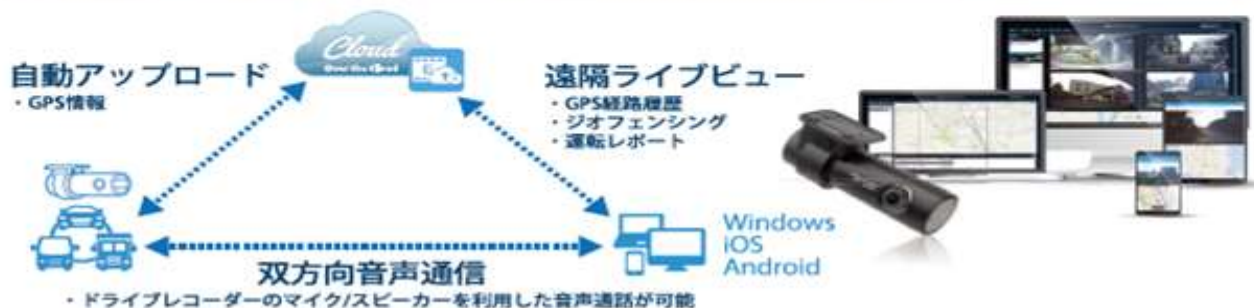 Cloud
Over the Cloud
自動アップロード
・GPS情報
遠隔ライブビュー
・GPS経路履歴
・ジオフェンシング
・運転レポート
Windows
iOS
Android
双方向音声通信
・ドライブレコーダーのマイク/スピーカーを利用した音声通話が可能